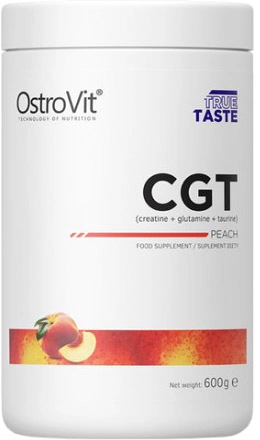 OstroVit®
TECHNOLOGY OF NUTRITION
TRUE
TASTE
CGT
(creatine + glutamine + taurine)
PEACH
FOOD SUPPLEMENT / SUPLEMENT DIETY
Net weight: 600g ℮